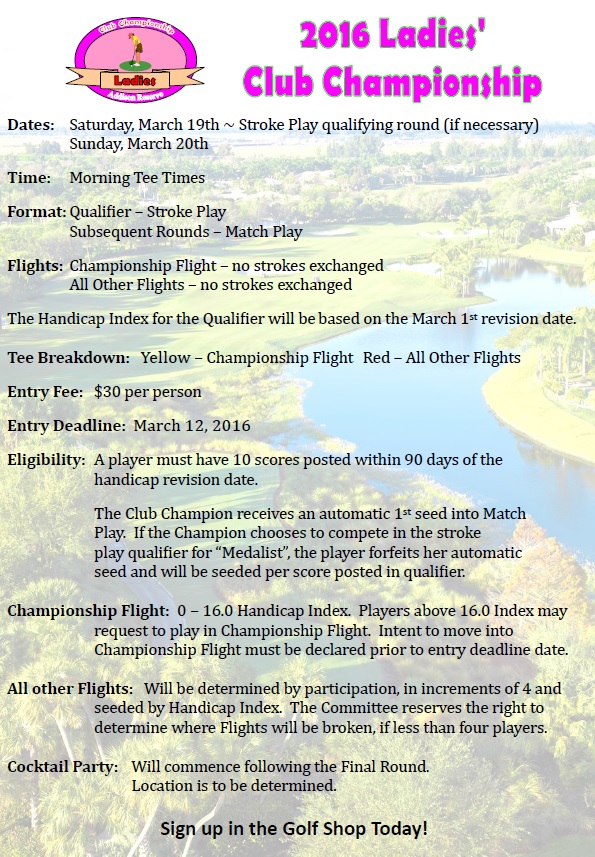 Club Championship
Ladies
Addison Reserve
2016 Ladies'
Club Championship
Dates: Saturday, March 19th ~ Stroke Play qualifying round (if necessary)
Sunday, March 20th
Time: Morning Tee Times
Format: Qualifier – Stroke Play
Subsequent Rounds – Match Play
Flights: Championship Flight – no strokes exchanged
All Other Flights – no strokes exchanged
The Handicap Index for the Qualifier will be based on the March 1st revision date.
Tee Breakdown: Yellow – Championship Flight Red – All Other Flights
Entry Fee: $30 per person
Entry Deadline: March 12, 2016
Eligibility: A player must have 10 scores posted within 90 days of the
handicap revision date.
The Club Champion receives an automatic 1st seed into Match
Play. If the Champion chooses to compete in the stroke
play qualifier for “Medalist”, the player forfeits her automatic
seed and will be seeded per score posted in qualifier.
Championship Flight: 0 – 16.0 Handicap Index. Players above 16.0 Index may
request to play in Championship Flight. Intent to move into
Championship Flight must be declared prior to entry deadline date.
All other Flights: Will be determined by participation, in increments of 4 and
seeded by Handicap Index. The Committee reserves the right to
determine where Flights will be broken, if less than four players.
Cocktail Party: Will commence following the Final Round.
Location is to be determined.
Sign up in the Golf Shop Today!